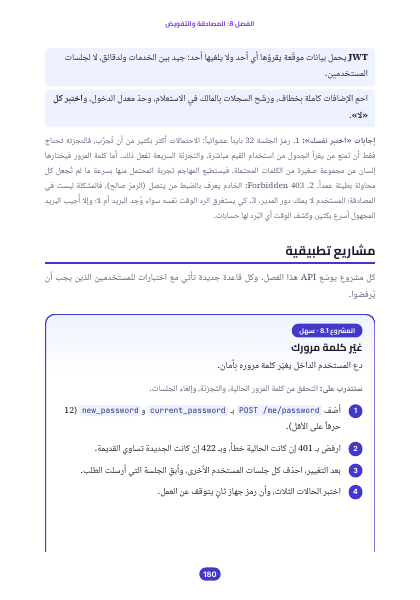 الفصل 8: المصادقة والتفويض
JWT يحمل بيانات موقّعة يقرؤها أي أحد ولا يلغيها أحد: جيد بين الخدمات ولدقائق، لا لجلسات
المستخدمين.
احمِ الإضافات كاملة بخطاف، ورشّح السجلات بالمالك في الاستعلام، وحدّ معدل الدخول، واختبر كل
«لا».
إجابات «اختبر نفسك»: 1. رمز الجلسة 32 بايتاً عشوائياً: الاحتمالات أكثر بكثير من أن تُجرَّب، فالتجزئة تحتاج
فقط أن تمنع من يقرأ الجدول من استخدام القيم مباشرة، والتجزئة السريعة تفعل ذلك. أما كلمة المرور فيختارها
إنسان من مجموعة صغيرة من الكلمات المحتملة، فيستطيع المهاجم تجربة المحتمل منها بسرعة ما لم تُجعل كل
محاولة بطيئة عمداً. 2. 403 Forbidden: الخادم يعرف بالضبط من يتصل (الرمز صالح)، فالمشكلة ليست في
المصادقة؛ المستخدم لا يملك دور المدير. 3. كي يستغرق الرد الوقت نفسه سواء وُجد البريد أم لا؛ وإلا أُجيب البريد
المجهول أسرع بكثير، وكشف الوقت أي البُرد لها حسابات.
مشاريع تطبيقية
كل مشروع يوسّع API هذا الفصل. وكل قاعدة جديدة تأتي مع اختبارات للمستخدمين الذين يجب أن
يُرفضوا.
المشروع 8.1 · سهل
غيّر كلمة مرورك
دع المستخدم الداخل يغيّر كلمة مروره بأمان.
ستتدرب على: التحقق من كلمة المرور الحالية، والتجزئة، وإلغاء الجلسات.
1 أضف POST /me/password بـ current_password و new_password (12
حرفاً على الأقل).
2 ارفض بـ 401 إن كانت الحالية خطأ، وبـ 422 إن كانت الجديدة تساوي القديمة.
3 بعد التغيير، احذف كل جلسات المستخدم الأخرى، وأبقِ الجلسة التي أرسلت الطلب.
4 اختبر الحالات الثلاث، وأن رمز جهاز ثانٍ يتوقف عن العمل.
180